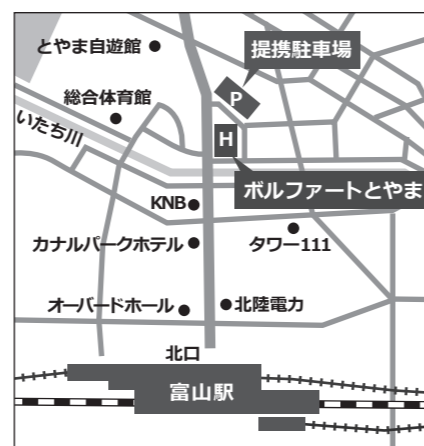 とやま自遊館
提携駐車場
P
総合体育館
H
いたち川
ボルファートとやま
KNB
カナルパークホテル
タワー111
オーバードホール
北陸電力
北口
富山駅